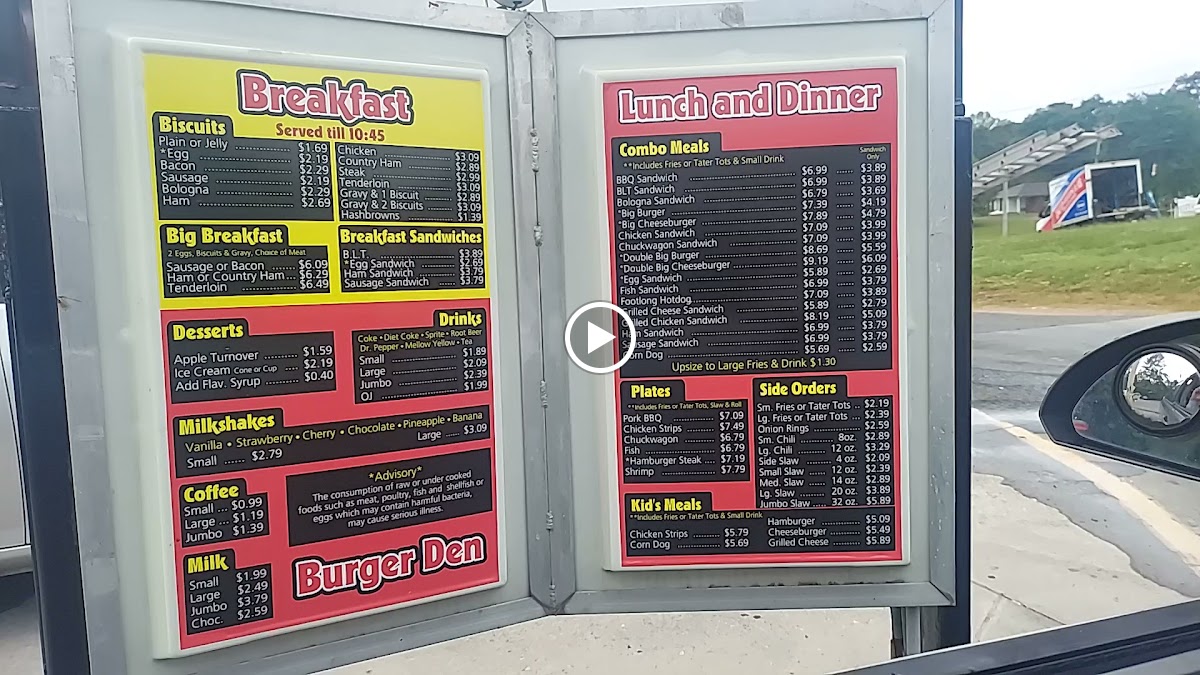 Breakfast
Served till 10:45
Biscuits
Plain or Jelly ........ $1.69
*Egg ........ $2.19
Bacon ........ $2.29
Sausage ........ $2.19
Bologna ........ $2.29
Ham ........ $2.69
Chicken ........ $3.09
Country Ham ........ $2.89
Steak ........ $2.99
Tenderloin ........ $3.09
Gravy & 1 Biscuit ........ $2.89
Gravy & 2 Biscuits ........ $3.09
Hashbrowns ........ $1.39
Big Breakfast
2 Eggs, Biscuits & Gravy, Choice of Meat
Sausage or Bacon ........ $6.09
Ham or Country Ham .... $6.29
Tenderloin ........ $6.49
Breakfast Sandwiches
B.L.T. ........ $3.89
*Egg Sandwich ........ $2.69
Ham Sandwich ........ $3.79
Sausage Sandwich ........ $3.79
Desserts
Apple Turnover ........ $1.59
Ice Cream Cone or Cup .... $2.19
Add Flav. Syrup ........ $0.40
Drinks
Coke • Diet Coke • Sprite • Root Beer
Dr. Pepper • Mellow Yellow • Tea
Small ........ $1.89
Large ........ $2.09
Jumbo ........ $2.39
OJ ........ $1.99
Milkshakes
Vanilla • Strawberry • Cherry • Chocolate • Pineapple • Banana
Small ...... $2.79
Large ..... $3.09
Coffee
Small ... $0.99
Large ... $1.19
Jumbo ... $1.39
*Advisory*
The consumption of raw or under cooked
foods such as meat, poultry, fish and shellfish or
eggs which may contain harmful bacteria,
may cause serious illness.
Milk
Small $1.99
Large $2.49
Jumbo $3.79
Choc. $2.59
Burger Den
Lunch and Dinner
Combo Meals
**Includes Fries or Tater Tots & Small Drink
Sandwich
Only
BBQ Sandwich ........ $6.99 ..... $3.89
BLT Sandwich ........ $6.99 ..... $3.89
Bologna Sandwich ........ $6.79 ..... $3.69
*Big Burger ........ $7.39 ..... $4.19
*Big Cheeseburger ........ $7.89 ..... $4.79
Chicken Sandwich ........ $7.09
Chuckwagon Sandwich ........ $7.09 ..... $3.99
*Double Big Burger ........ $8.69 ..... $5.59
*Double Big Cheeseburger ........ $9.19 ..... $6.09
*Egg Sandwich ........ $5.89 ..... $2.69
Fish Sandwich ........ $6.99
Footlong Hotdog ........ $7.09 ..... $3.89
Grilled Cheese Sandwich ........ $5.89 ..... $2.79
Grilled Chicken Sandwich ........ $8.19 ..... $5.09
Ham Sandwich ........ $6.99 ..... $3.79
Sausage Sandwich ........ $6.99 ..... $3.79
Corn Dog ........ $5.69 ..... $2.59
Upsize to Large Fries & Drink $1.30
Plates
**Includes Fries or Tater Tots, Slaw & Roll
Pork BBQ ........ $7.09
Chicken Strips ........ $7.49
Chuckwagon ........ $6.79
Fish ........ $6.79
*Hamburger Steak .... $7.19
Shrimp ........ $7.79
Side Orders
Sm. Fries or Tater Tots ... $2.19
Lg. Fries or Tater Tots .... $2.39
Onion Rings ........ $2.59
Sm. Chili ........ 8oz. ... $2.89
Lg. Chili ........ 12 oz. ... $3.29
Side Slaw ........ 4 oz. ... $2.09
Small Slaw ....... 12 oz. ... $2.39
Med. Slaw ....... 14 oz. ... $2.89
Lg. Slaw ........ 20 oz. ... $3.89
Jumbo Slaw ... 32 oz. ... $5.89
Kid's Meals
**Includes Fries or Tater Tots & Small Drink
Chicken Strips ........ $5.79
Corn Dog ........ $5.69
Hamburger ........ $5.09
Cheeseburger ........ $5.49
Grilled Cheese ........ $5.89